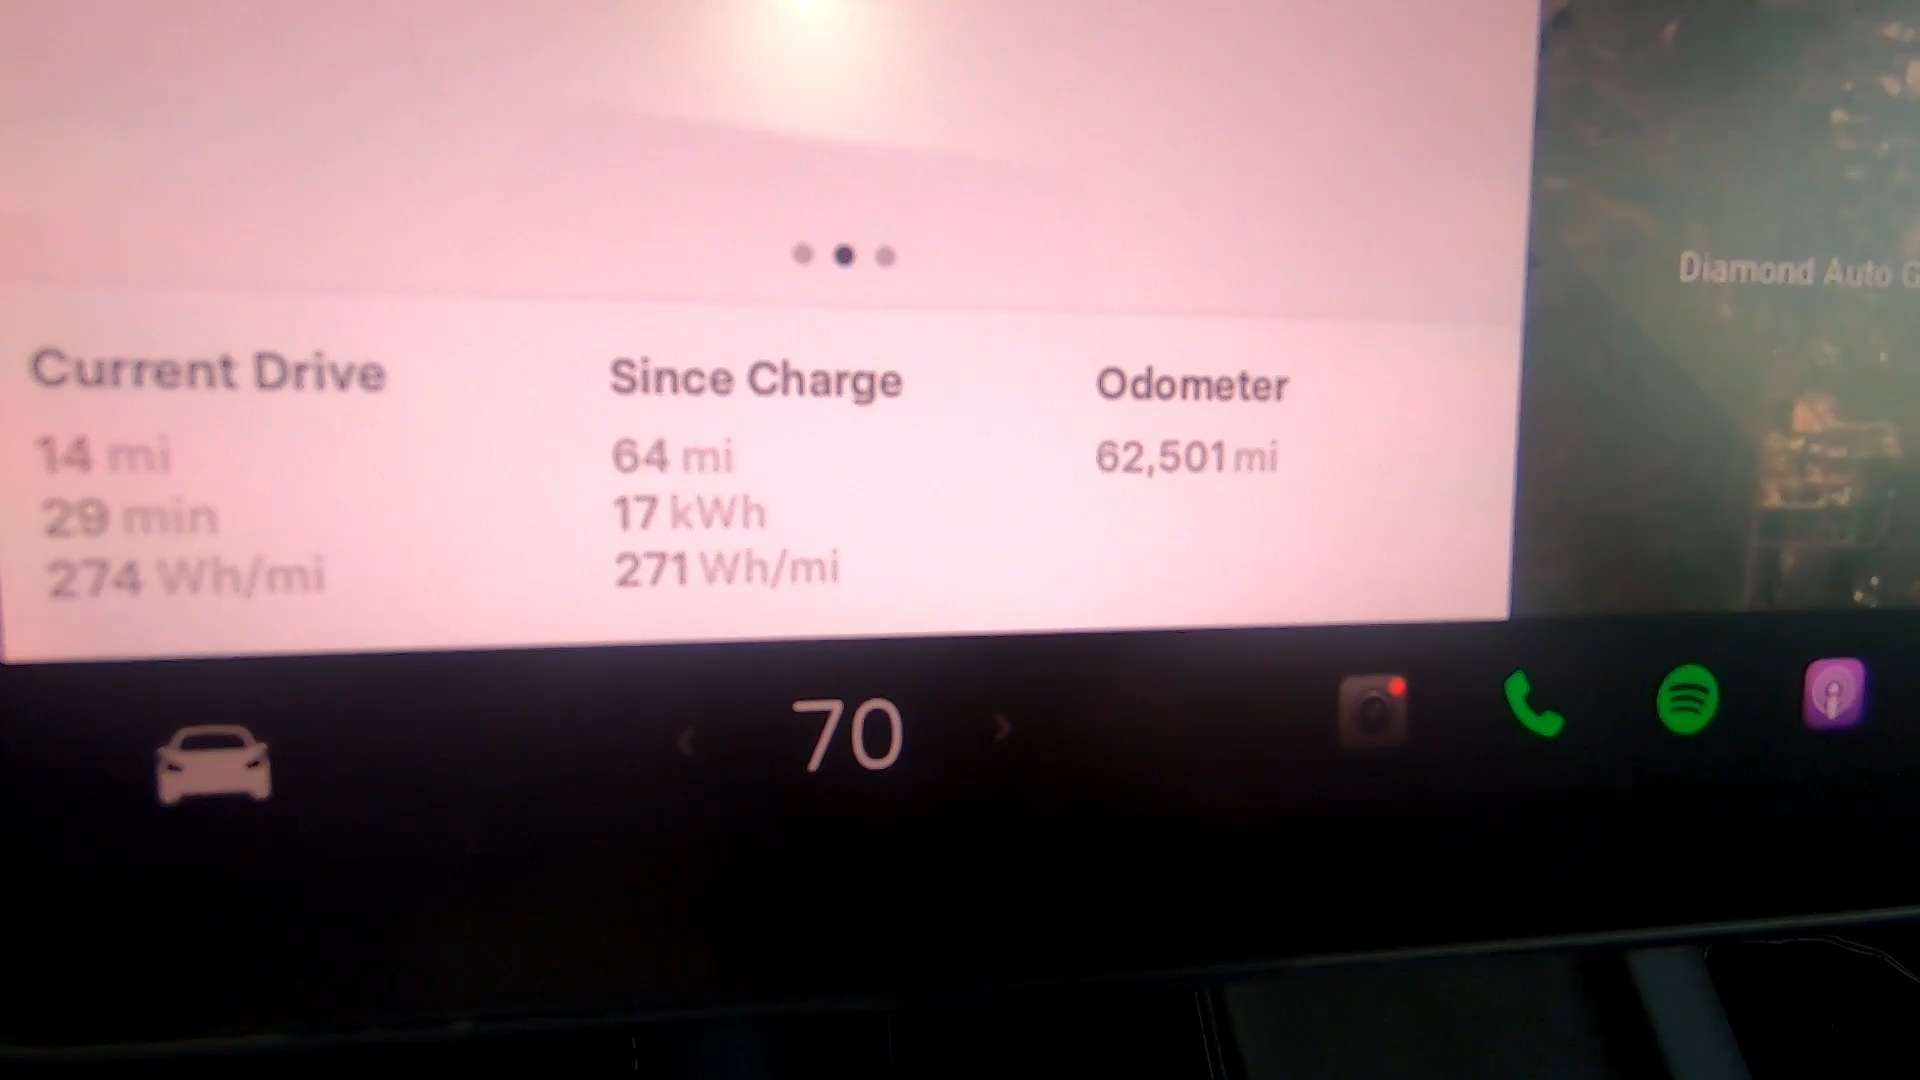 Current Drive
14 mi
29 min
274 Wh/mi
Since Charge
64 mi
17 kWh
271 Wh/mi
Odometer
62,501 mi
Diamond Auto G
70